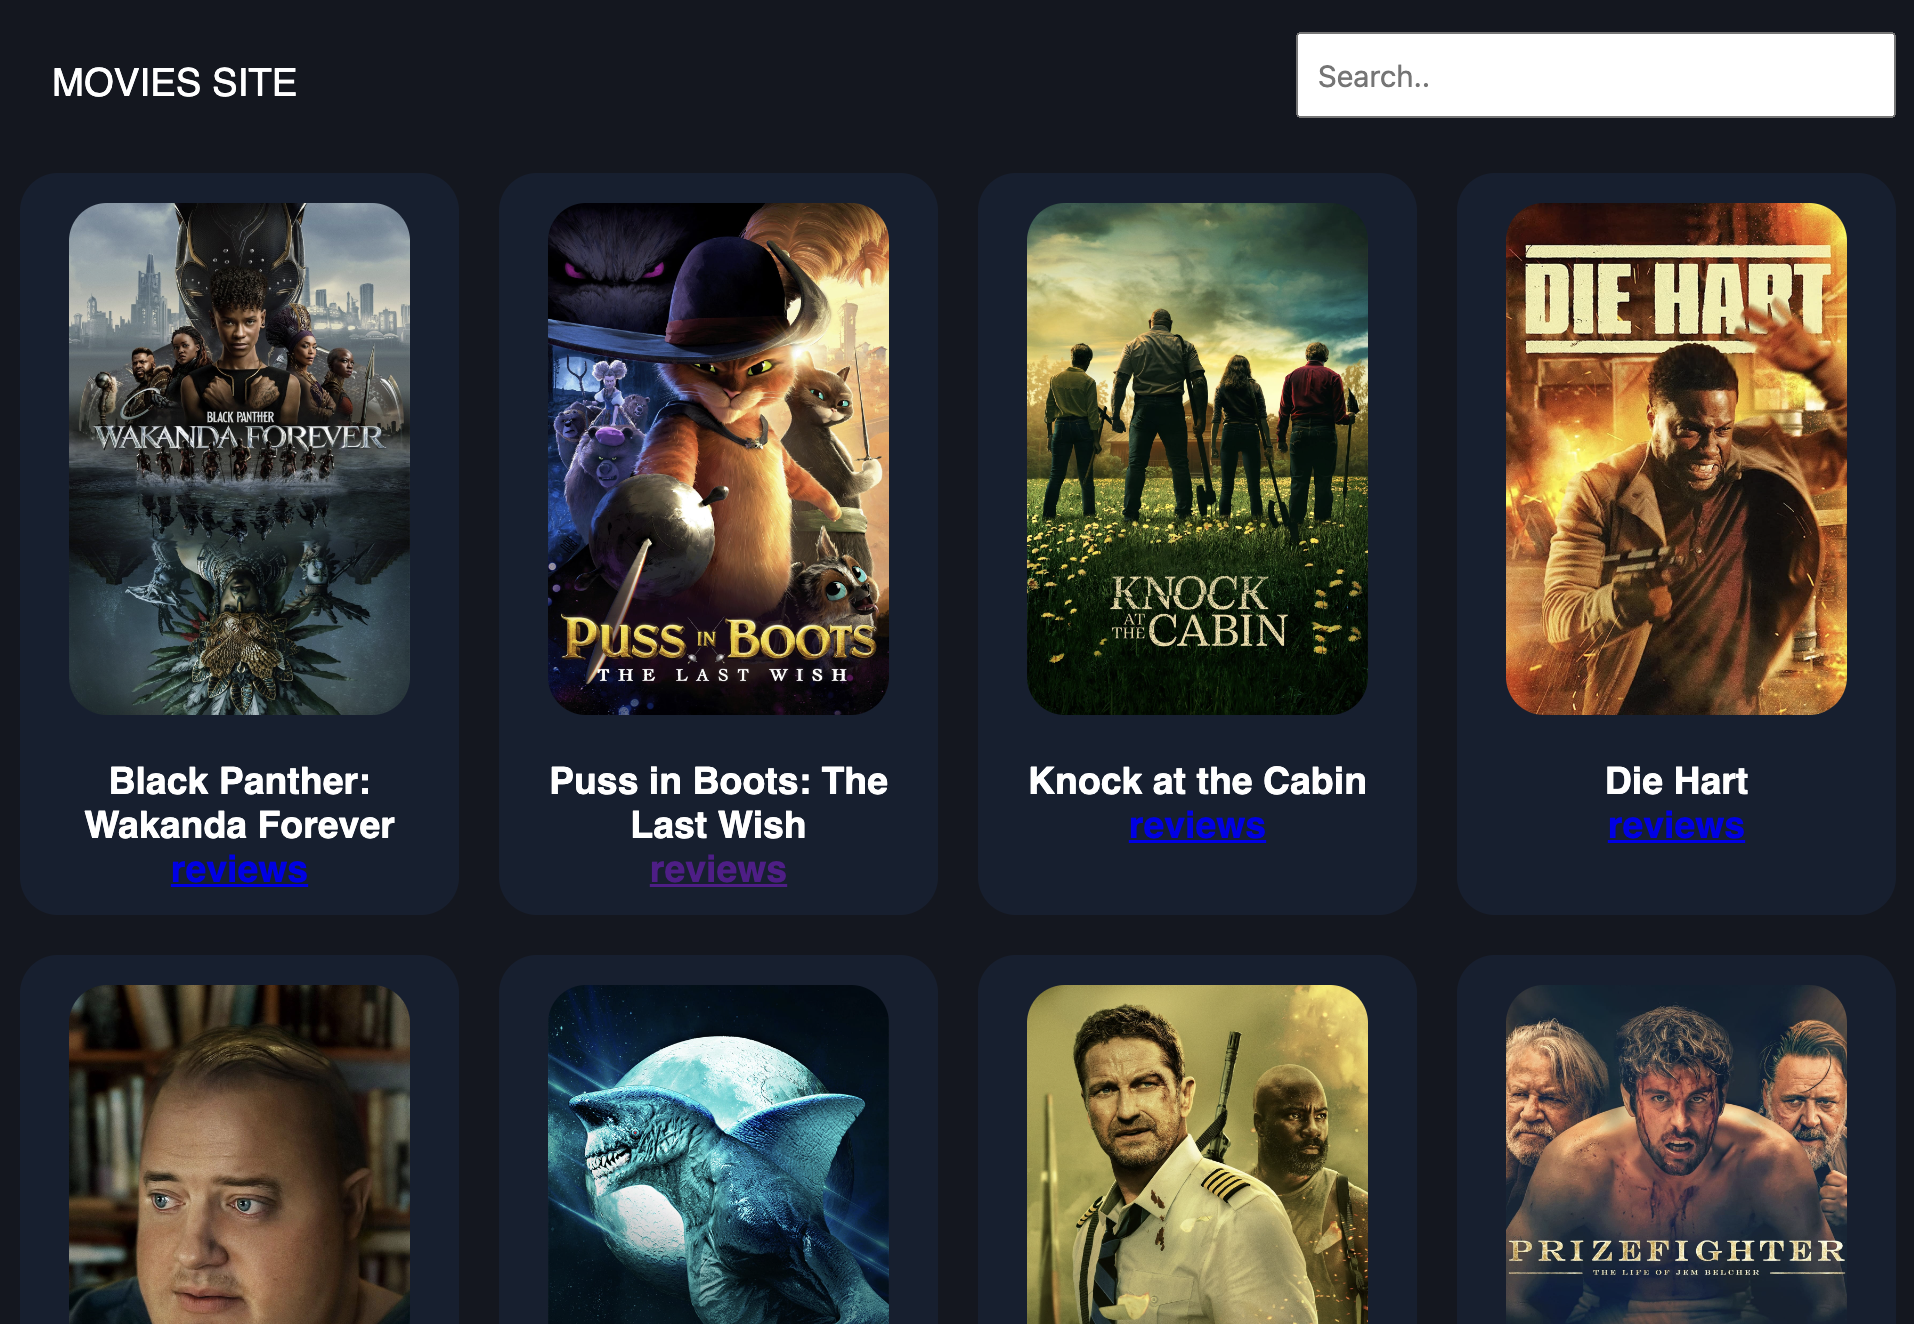 MOVIES SITE
Search..
BLACK PANTHER
WAKANDA FOREVER
PUSS IN BOOTS
THE LAST WISH
KNOCK
AT THE CABIN
DIE HART
Black Panther:
Wakanda Forever
reviews
Puss in Boots: The
Last Wish
reviews
Knock at the Cabin
reviews
Die Hart
reviews
PRIZEFIGHTER
THE LIFE OF JEM BELCHER